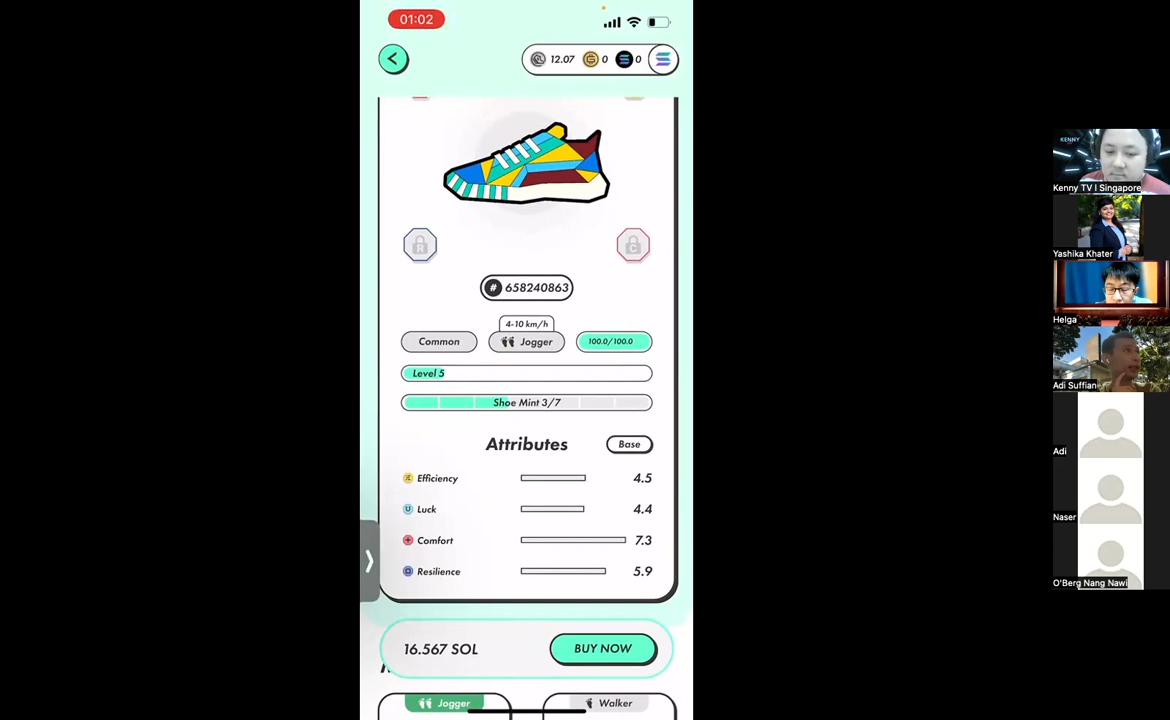 01:02
12.07 0 0
R C
# 658240863
4-10 km/h
Common Jogger 100.0/100.0
Level 5
Shoe Mint 3/7
Attributes Base
Efficiency 4.5
Luck 4.4
Comfort 7.3
Resilience 5.9
16.567 SOL BUY NOW
Jogger Walker
KENNY
Kenny TV I Singapore
Yashika Khater
Helga
Adi Suffian
Adi
Naser
O'Berg Nang Nawi